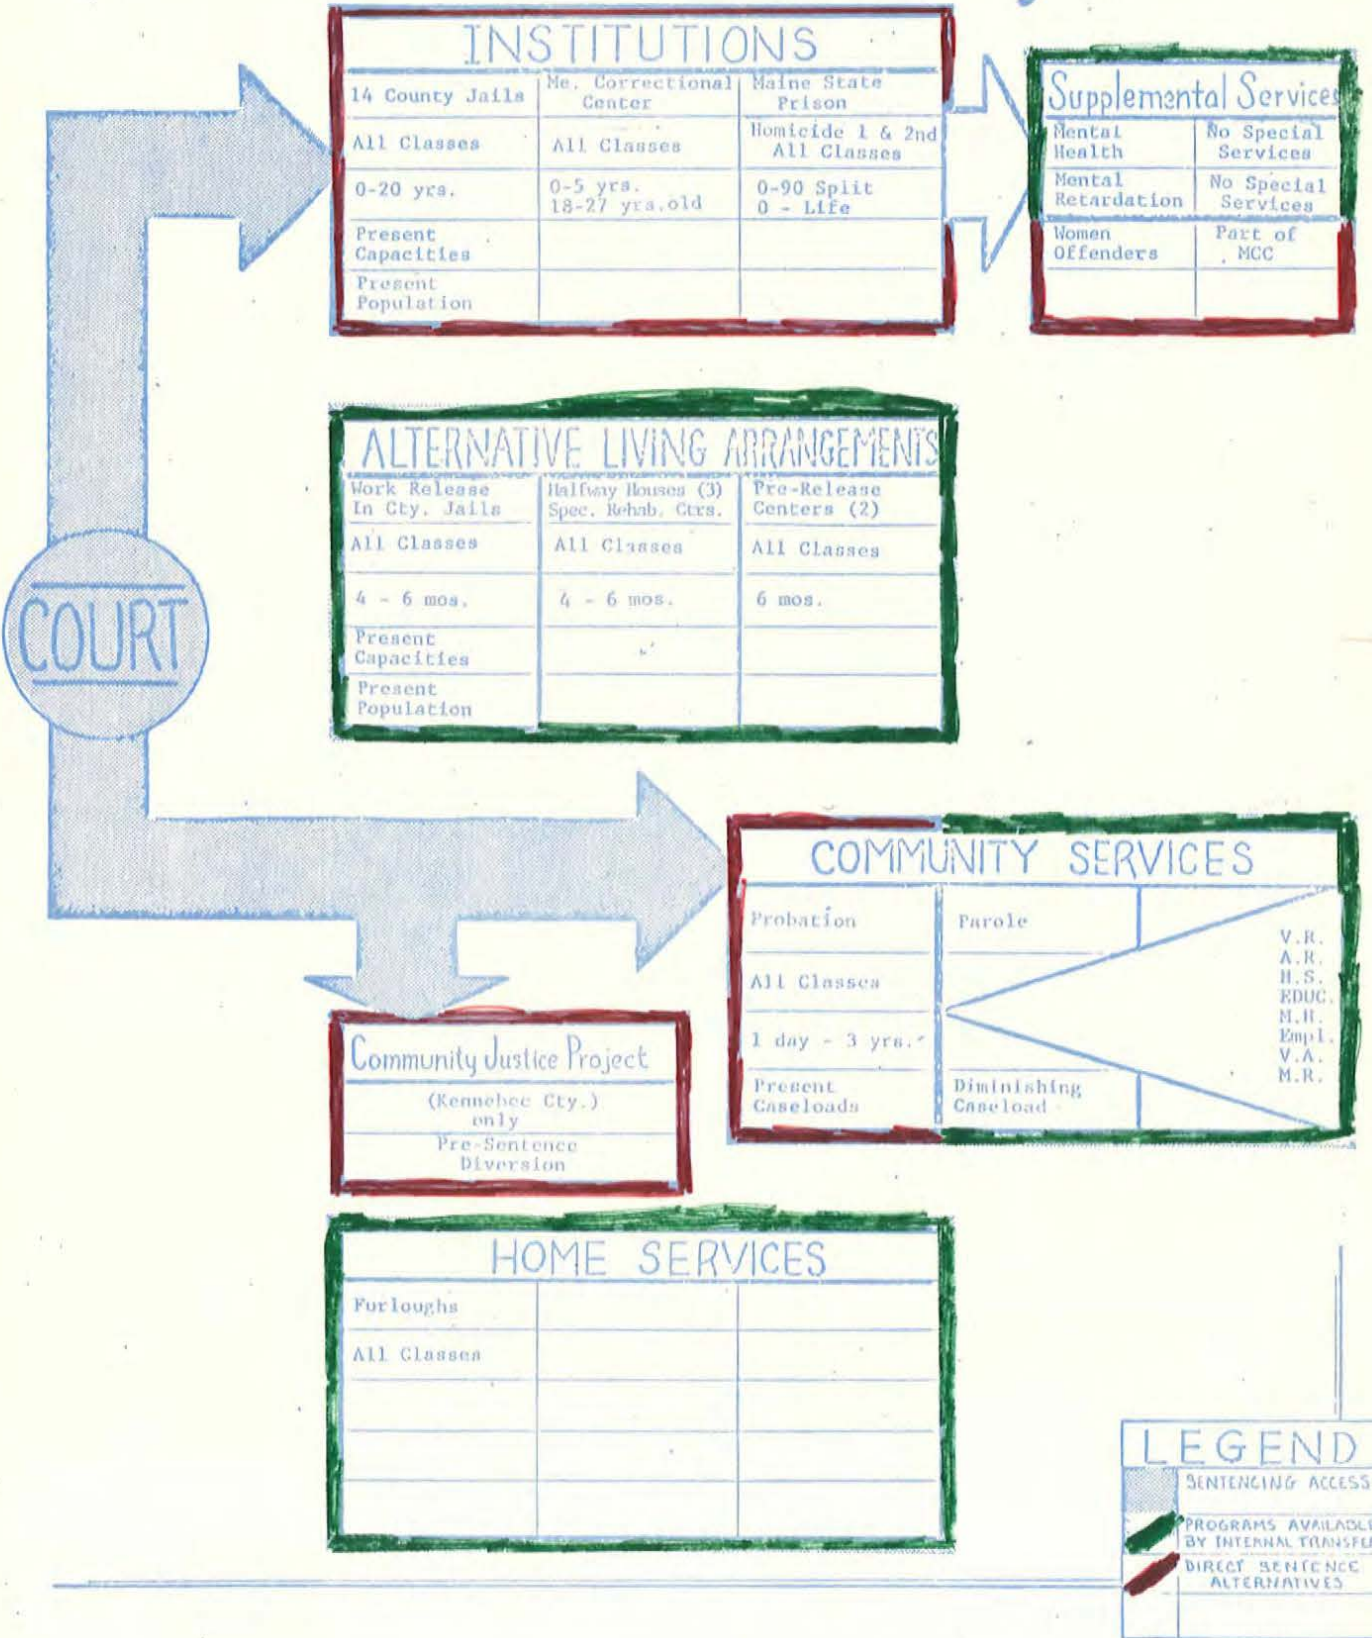 INSTITUTIONS
14 County Jails
Me. Correctional
Center
Maine State
Prison
All Classes
All Classes
Homicide 1 & 2nd
All Classes
0-20 yrs.
0-5 yrs.
18-27 yrs.old
0-90 Split
0 - Life
Present
Capacities
Present
Population
Supplemental Services
Mental
Health
No Special
Services
Mental
Retardation
No Special
Services
Women
Offenders
Part of
MCC
ALTERNATIVE LIVING ARRANGEMENTS
Work Release
In Cty. Jails
Halfway Houses (3)
Spec. Rehab. Ctrs.
Pre-Release
Centers (2)
All Classes
All Classes
All Classes
4 - 6 mos.
4 - 6 mos.
6 mos.
Present
Capacities
Present
Population
COURT
COMMUNITY SERVICES
Probation
Parole
All Classes
1 day - 3 yrs.
Present
Caseloads
Diminishing
Caseload
V.R.
A.R.
H.S.
EDUC.
M.H.
Empl.
V.A.
M.R.
Community Justice Project
(Kennebec Cty.)
only
Pre-Sentence
Diversion
HOME SERVICES
Furloughs
All Classes
LEGEND
SENTENCING ACCESS
PROGRAMS AVAILABLE
BY INTERNAL TRANSFER
DIRECT SENTENCE
ALTERNATIVES